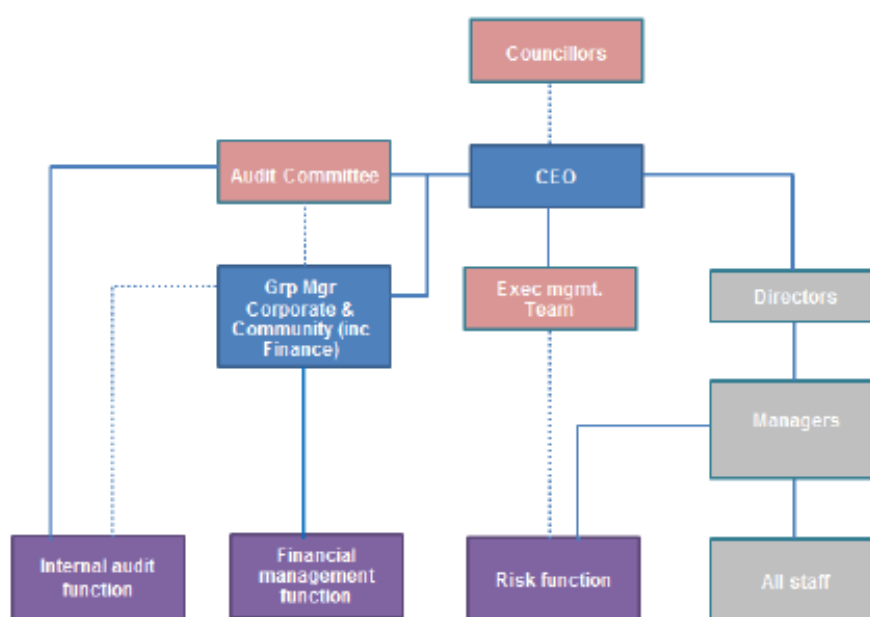 Councillors
Audit Committee
CEO
Grp Mgr
Corporate &
Community (inc
Finance)
Exec mgmt.
Team
Directors
Managers
Internal audit
function
Financial
management
function
Risk function
All staff